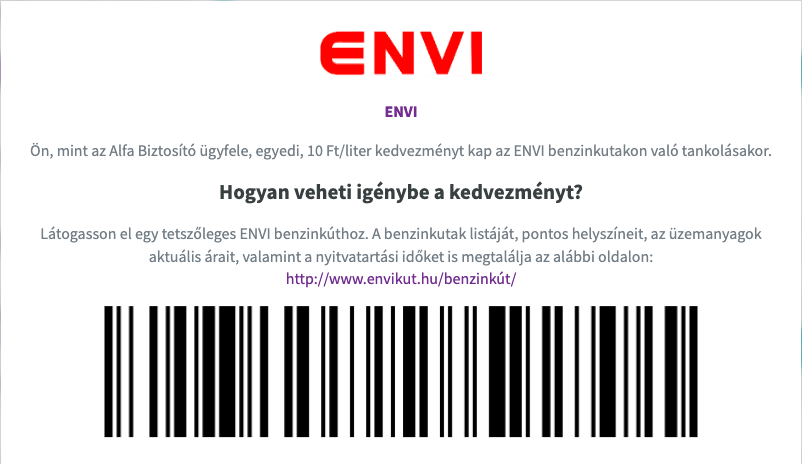 ENVI
ENVI
Ön, mint az Alfa Biztosító ügyfele, egyedi, 10 Ft/liter kedvezményt kap az ENVI benzinkutakon való tankolásakor.
Hogyan veheti igénybe a kedvezményt?
Látogasson el egy tetszőleges ENVI benzinkúthoz. A benzinkutak listáját, pontos helyszíneit, az üzemanyagok
aktuális árait, valamint a nyitvatartási időket is megtalálja az alábbi oldalon:
http://www.envikut.hu/benzinkút/